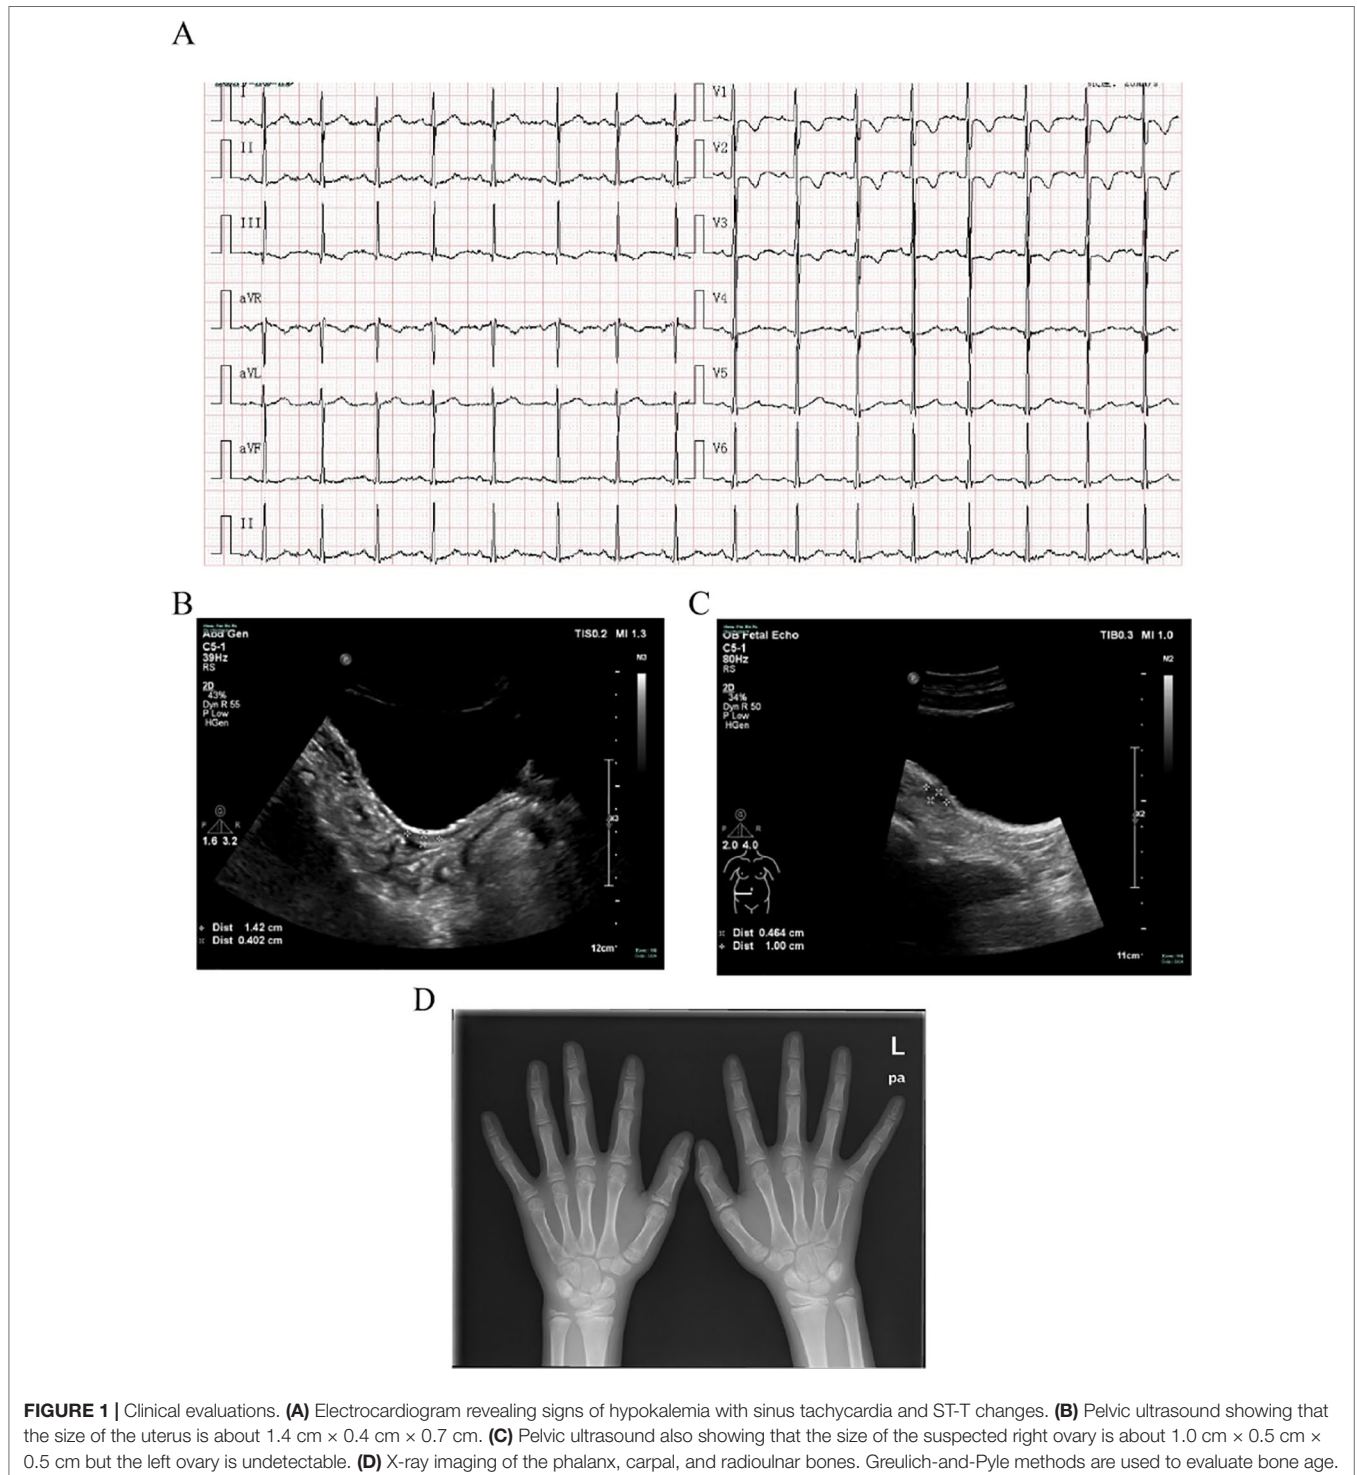 A
I
II
III
aVR
aVL
aVF
II
V1
V2
V3
V4
V5
V6
B
Abd Gen
C5-1
39Hz
RS
2D
43%
Dyn R 55
P Low
HGen
TIS0.2 MI 1.3
N3
P
G
P R
1.6 3.2
X3
Dist 1.42 cm
Dist 0.402 cm
12cm
C
OB Fetal Echo
C5-1
80Hz
RS
2D
34%
Dyn R 50
P Low
HGen
TIB0.3 MI 1.0
N2
P
G
P R
2.0 4.0
X2
Dist 0.464 cm
Dist 1.00 cm
11cm
D
L
pa
FIGURE 1 | Clinical evaluations. (A) Electrocardiogram revealing signs of hypokalemia with sinus tachycardia and ST-T changes. (B) Pelvic ultrasound showing that
the size of the uterus is about 1.4 cm × 0.4 cm × 0.7 cm. (C) Pelvic ultrasound also showing that the size of the suspected right ovary is about 1.0 cm × 0.5 cm ×
0.5 cm but the left ovary is undetectable. (D) X-ray imaging of the phalanx, carpal, and radioulnar bones. Greulich-and-Pyle methods are used to evaluate bone age.